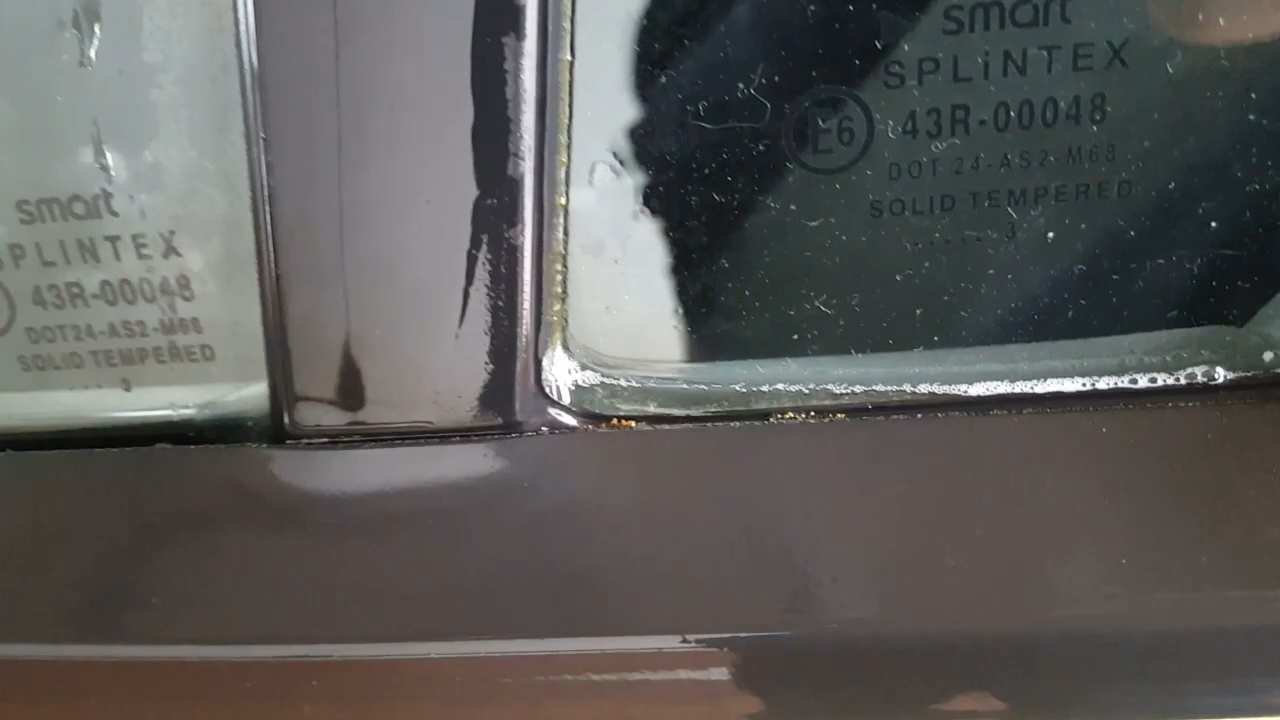 smart
SPLINTEX
43R-00048
DOT24-AS2-M68
SOLID TEMPERED
smart
SPLiNTEX
E6 43R-00048
DOT 24-AS2-M68
SOLID TEMPERED
...... 3